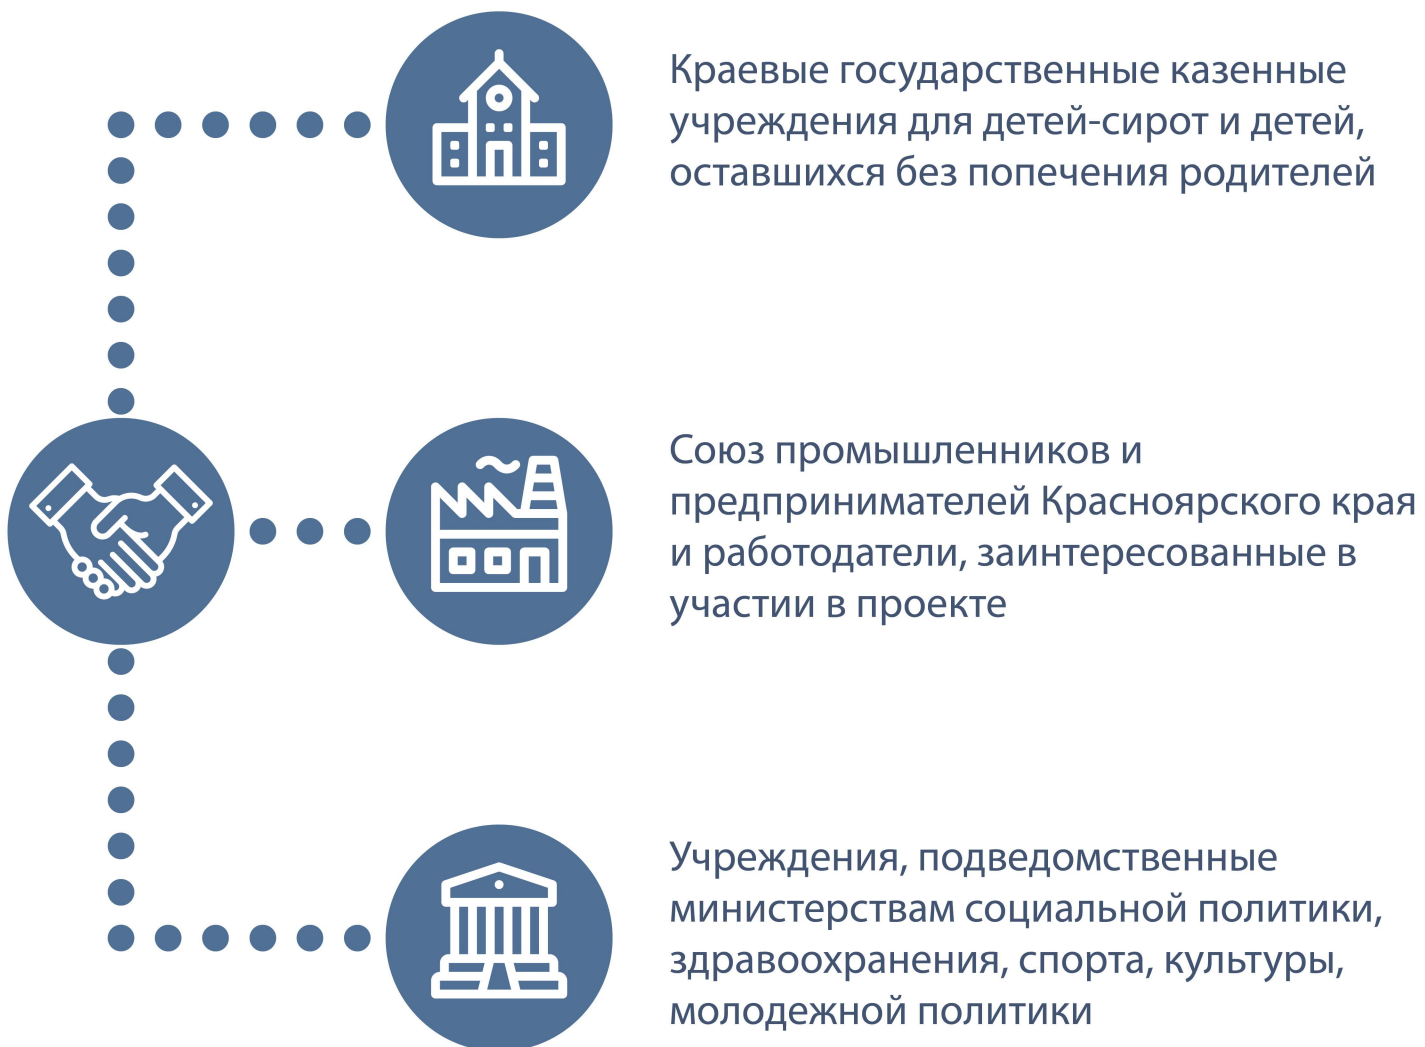 Краевые государственные казенные
учреждения для детей-сирот и детей,
оставшихся без попечения родителей
Союз промышленников и
предпринимателей Красноярского края
и работодатели, заинтересованные в
участии в проекте
Учреждения, подведомственные
министерствам социальной политики,
здравоохранения, спорта, культуры,
молодежной политики